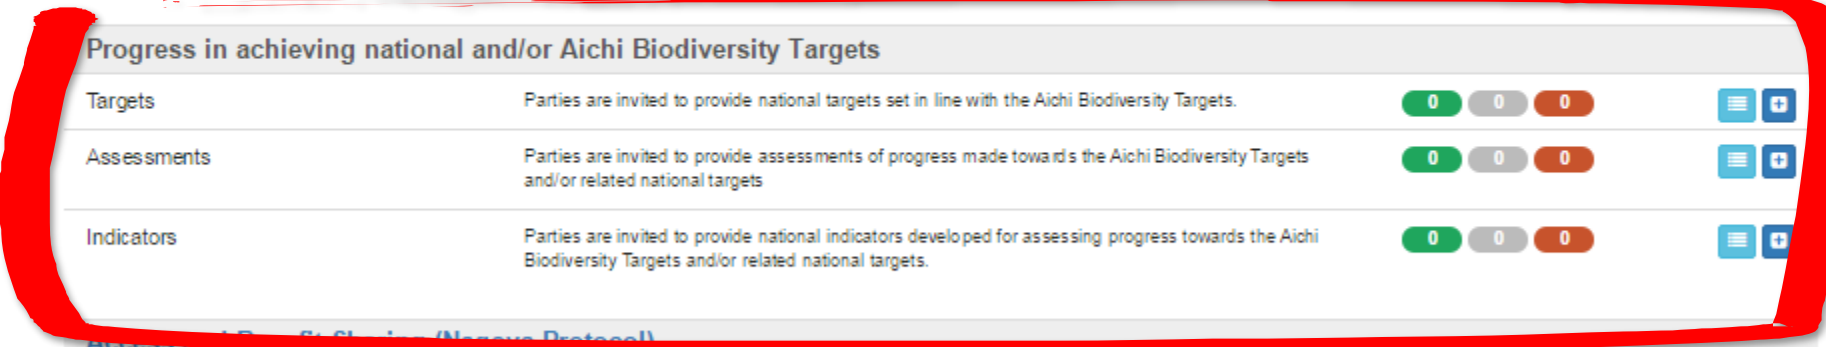 Progress in achieving national and/or Aichi Biodiversity Targets
Targets
Parties are invited to provide national targets set in line with the Aichi Biodiversity Targets.
0 0 0
Assessments
Parties are invited to provide assessments of progress made towards the Aichi Biodiversity Targets
and/or related national targets
0 0 0
Indicators
Parties are invited to provide national indicators developed for assessing progress towards the Aichi
Biodiversity Targets and/or related national targets.
0 0 0
Benefit Sharing (Nagoya Protocol)